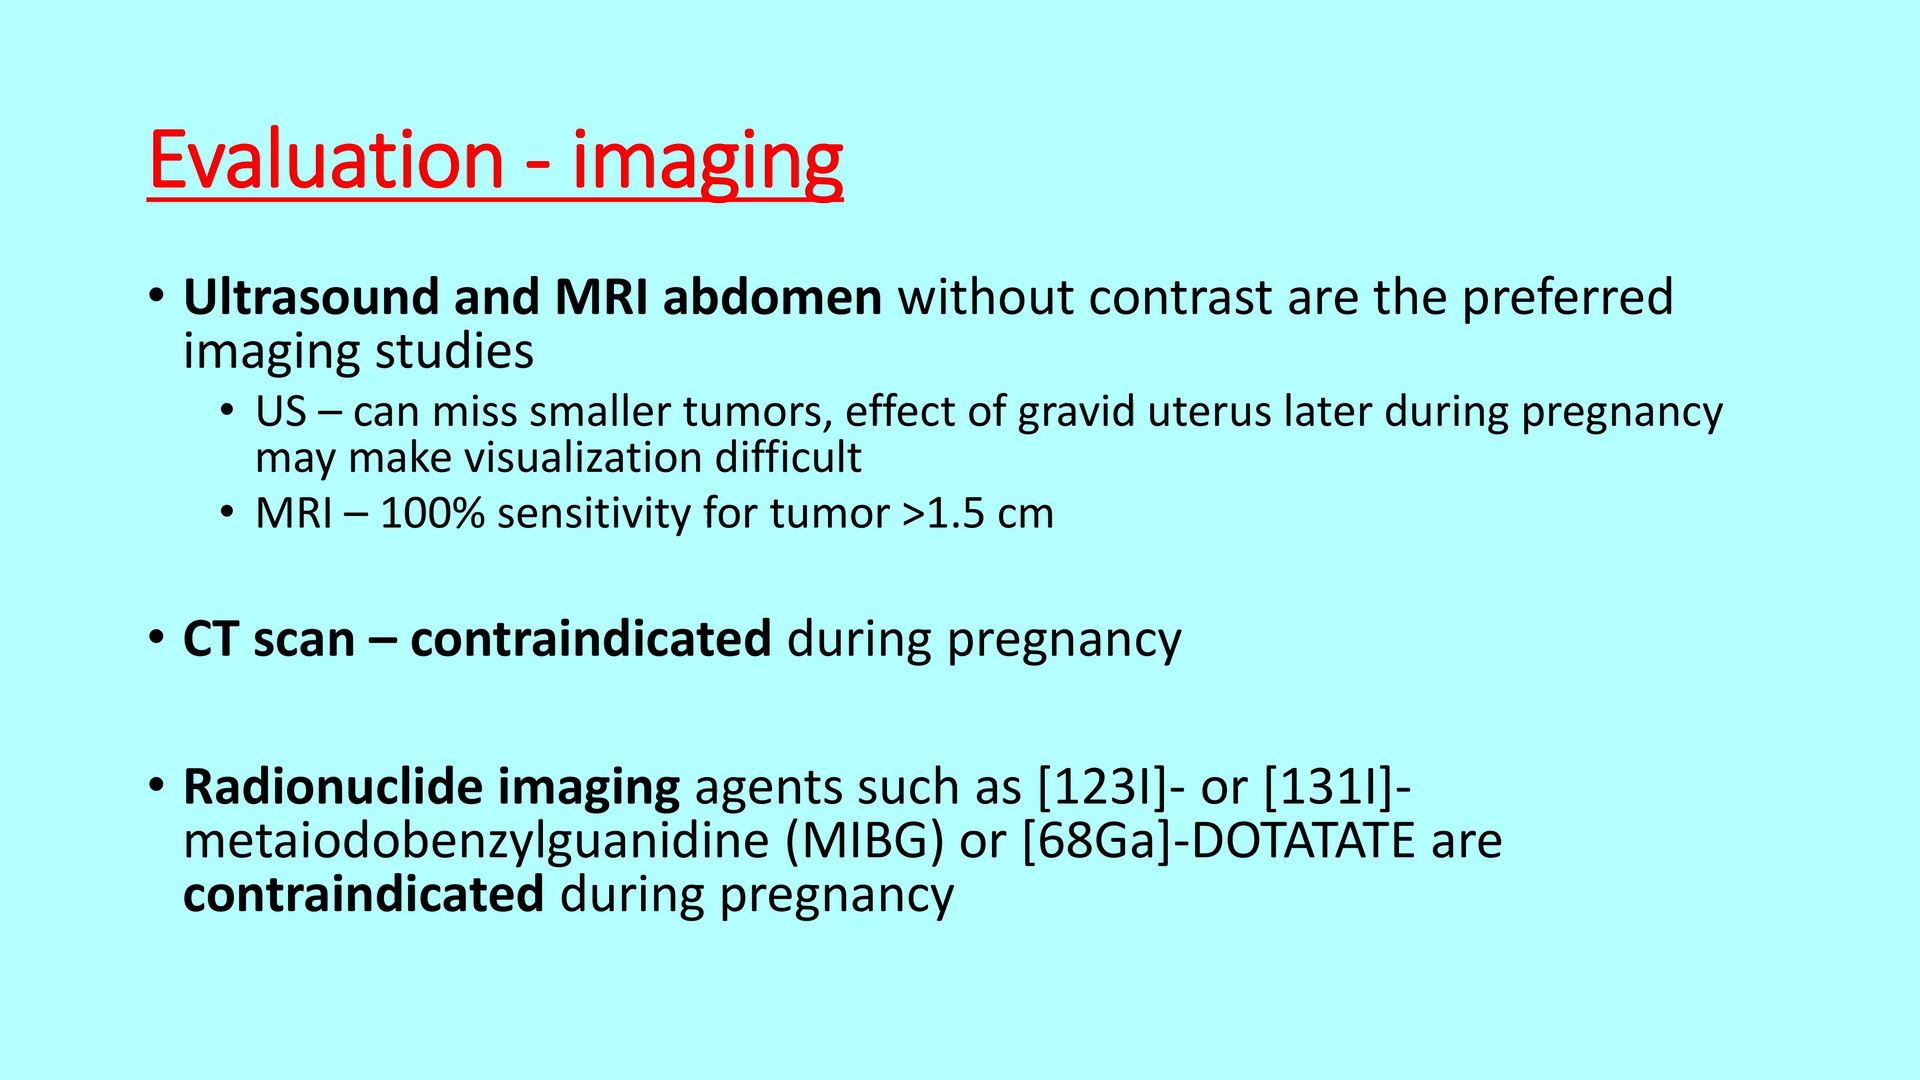 Evaluation - imaging
• Ultrasound and MRI abdomen without contrast are the preferred
imaging studies
• US – can miss smaller tumors, effect of gravid uterus later during pregnancy
may make visualization difficult
• MRI – 100% sensitivity for tumor >1.5 cm
• CT scan – contraindicated during pregnancy
• Radionuclide imaging agents such as [123I]- or [131I]-
metaiodobenzylguanidine (MIBG) or [68Ga]-DOTATATE are
contraindicated during pregnancy